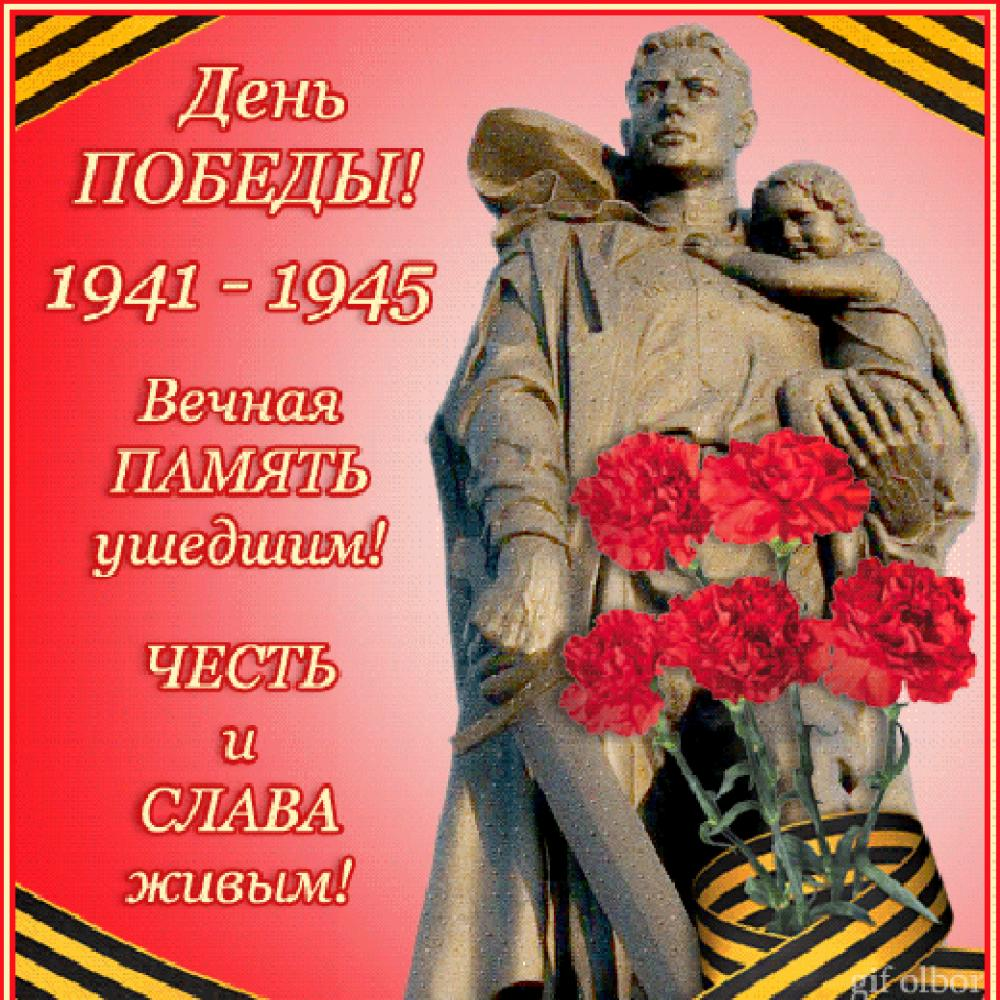 День
ПОБЕДЫ!
1941 - 1945
Вечная
ПАМЯТЬ
ушедшим!
ЧЕСТЬ
и
СЛАВА
живым!
gif olbor